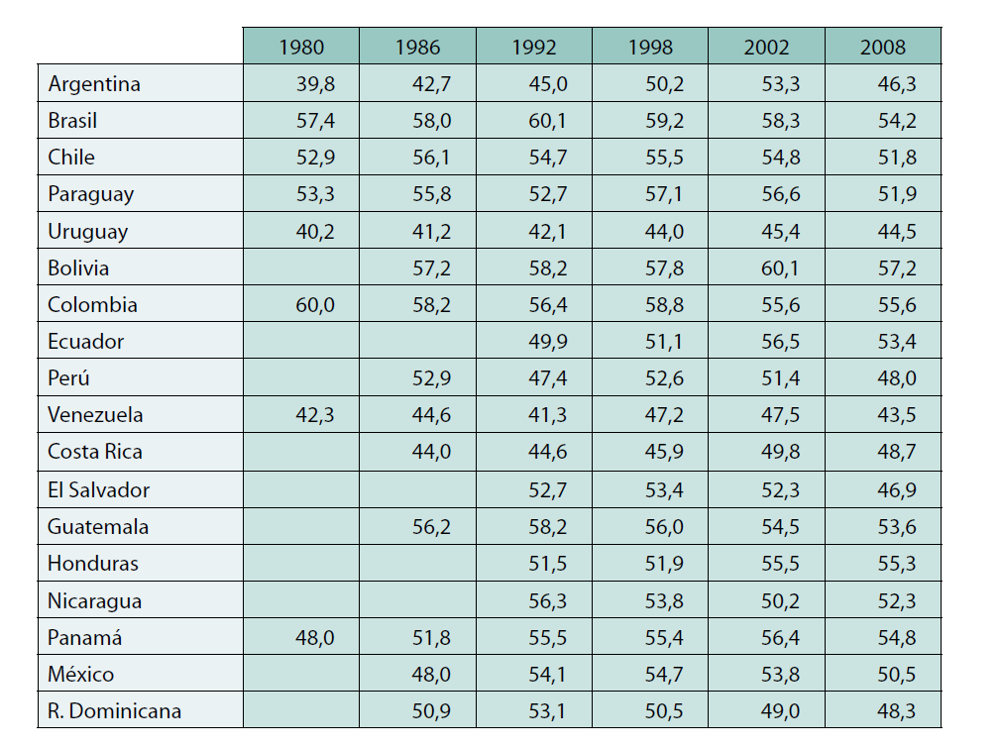 1980 1986 1992 1998 2002 2008
Argentina 39,8 42,7 45,0 50,2 53,3 46,3
Brasil 57,4 58,0 60,1 59,2 58,3 54,2
Chile 52,9 56,1 54,7 55,5 54,8 51,8
Paraguay 53,3 55,8 52,7 57,1 56,6 51,9
Uruguay 40,2 41,2 42,1 44,0 45,4 44,5
Bolivia 57,2 58,2 57,8 60,1 57,2
Colombia 60,0 58,2 56,4 58,8 55,6 55,6
Ecuador 49,9 51,1 56,5 53,4
Perú 52,9 47,4 52,6 51,4 48,0
Venezuela 42,3 44,6 41,3 47,2 47,5 43,5
Costa Rica 44,0 44,6 45,9 49,8 48,7
El Salvador 52,7 53,4 52,3 46,9
Guatemala 56,2 58,2 56,0 54,5 53,6
Honduras 51,5 51,9 55,5 55,3
Nicaragua 56,3 53,8 50,2 52,3
Panamá 48,0 51,8 55,5 55,4 56,4 54,8
México 48,0 54,1 54,7 53,8 50,5
R. Dominicana 50,9 53,1 50,5 49,0 48,3